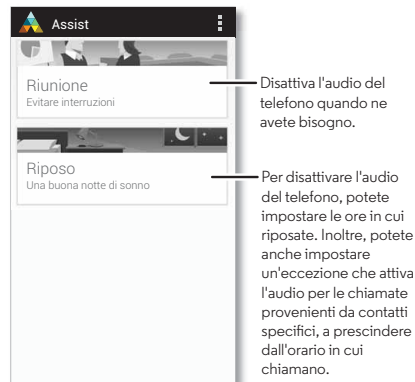 Assist
Riunione
Evitare interruzioni
Riposo
Una buona notte di sonno
Disattiva l'audio del
telefono quando ne
avete bisogno.
Per disattivare l'audio
del telefono, potete
impostare le ore in cui
riposate. Inoltre, potete
anche impostare
un'eccezione che attiva
l'audio per le chiamate
provenienti da contatti
specifici, a prescindere
dall'orario in cui
chiamano.